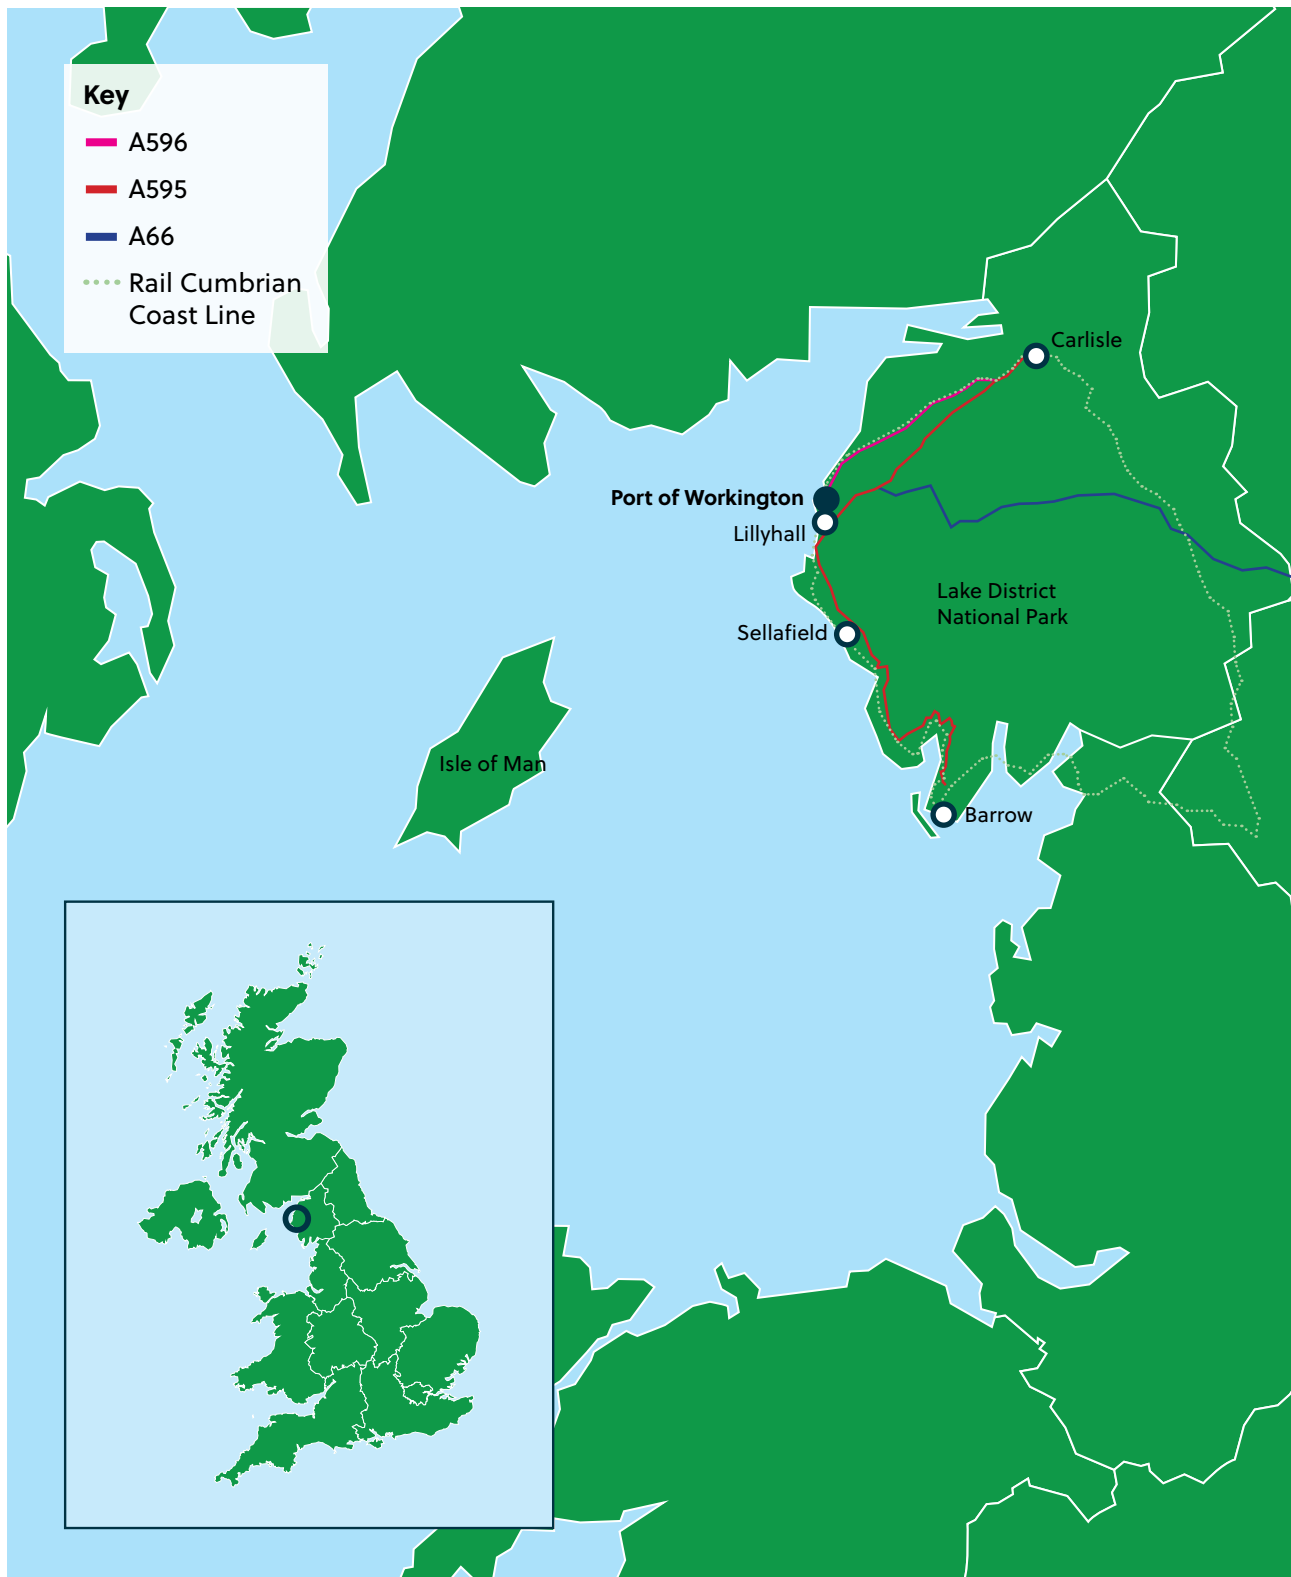 Key
A596
A595
A66
Rail Cumbrian
Coast Line
Carlisle
Port of Workington
Lillyhall
Lake District
National Park
Sellafield
Isle of Man
Barrow